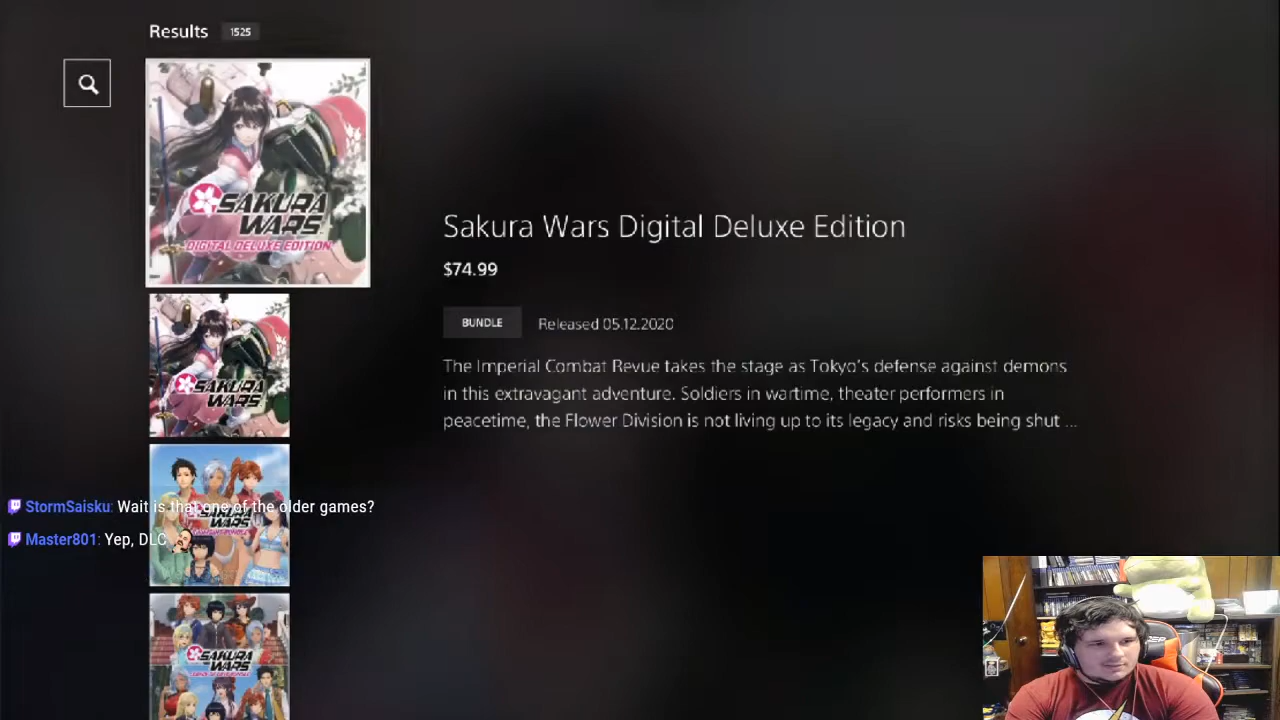 Results 1525
SAKURA
WARS
DIGITAL DELUXE EDITION
Sakura Wars Digital Deluxe Edition
$74.99
BUNDLE Released 05.12.2020
The Imperial Combat Revue takes the stage as Tokyo's defense against demons
in this extravagant adventure. Soldiers in wartime, theater performers in
peacetime, the Flower Division is not living up to its legacy and risks being shut ...
SAKURA
WARS
StormSaisku: Wait is that one of the older games?
SAKURA
WARS
Master801: Yep, DLC
SAKURA
WARS